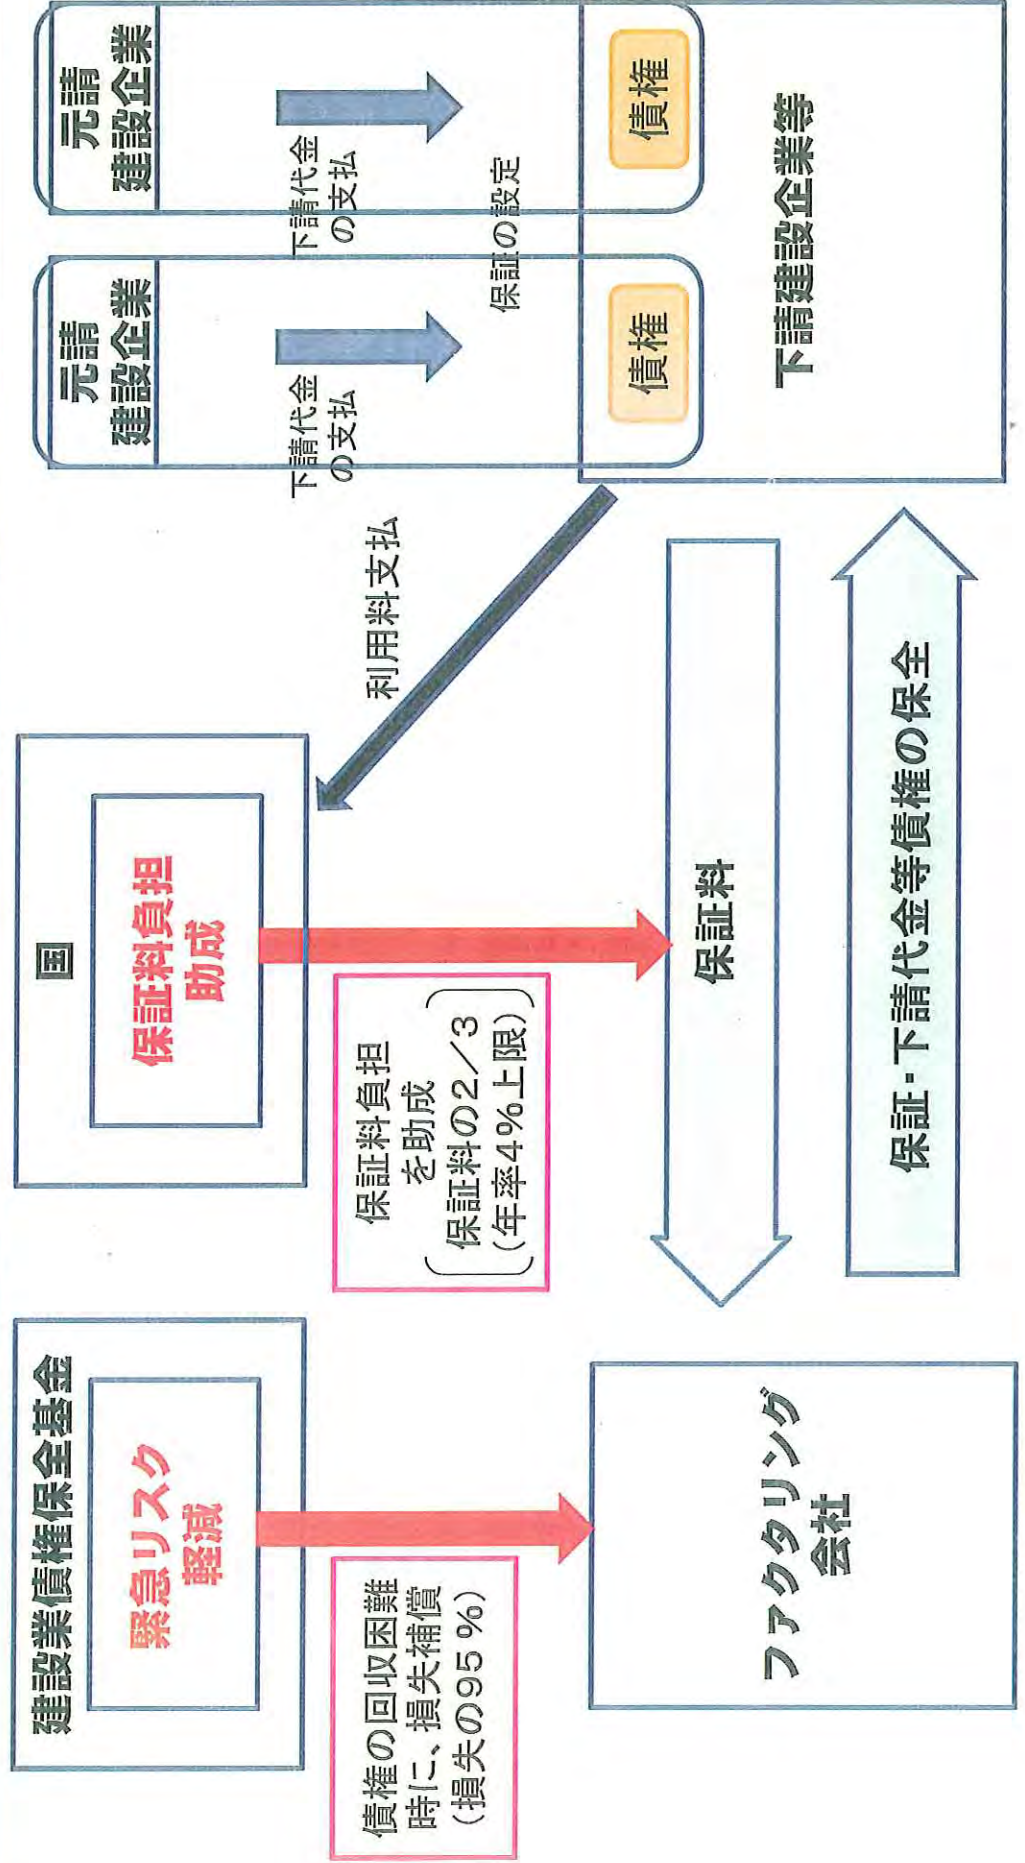 建設業債権保全基金
緊急リスク
軽減
債権の回収困難
時に、損失補償
(損失の95%)
ファクタリング
会社
国
保証料負担
助成
保証料負担
を助成
保証料の2/3
(年率4%上限)
利用料支払
保証料
保証・下請代金等債権の保全
元請
建設企業
下請代金
の支払
債権
元請
建設企業
下請代金
の支払
保証の設定
債権
下請建設企業等